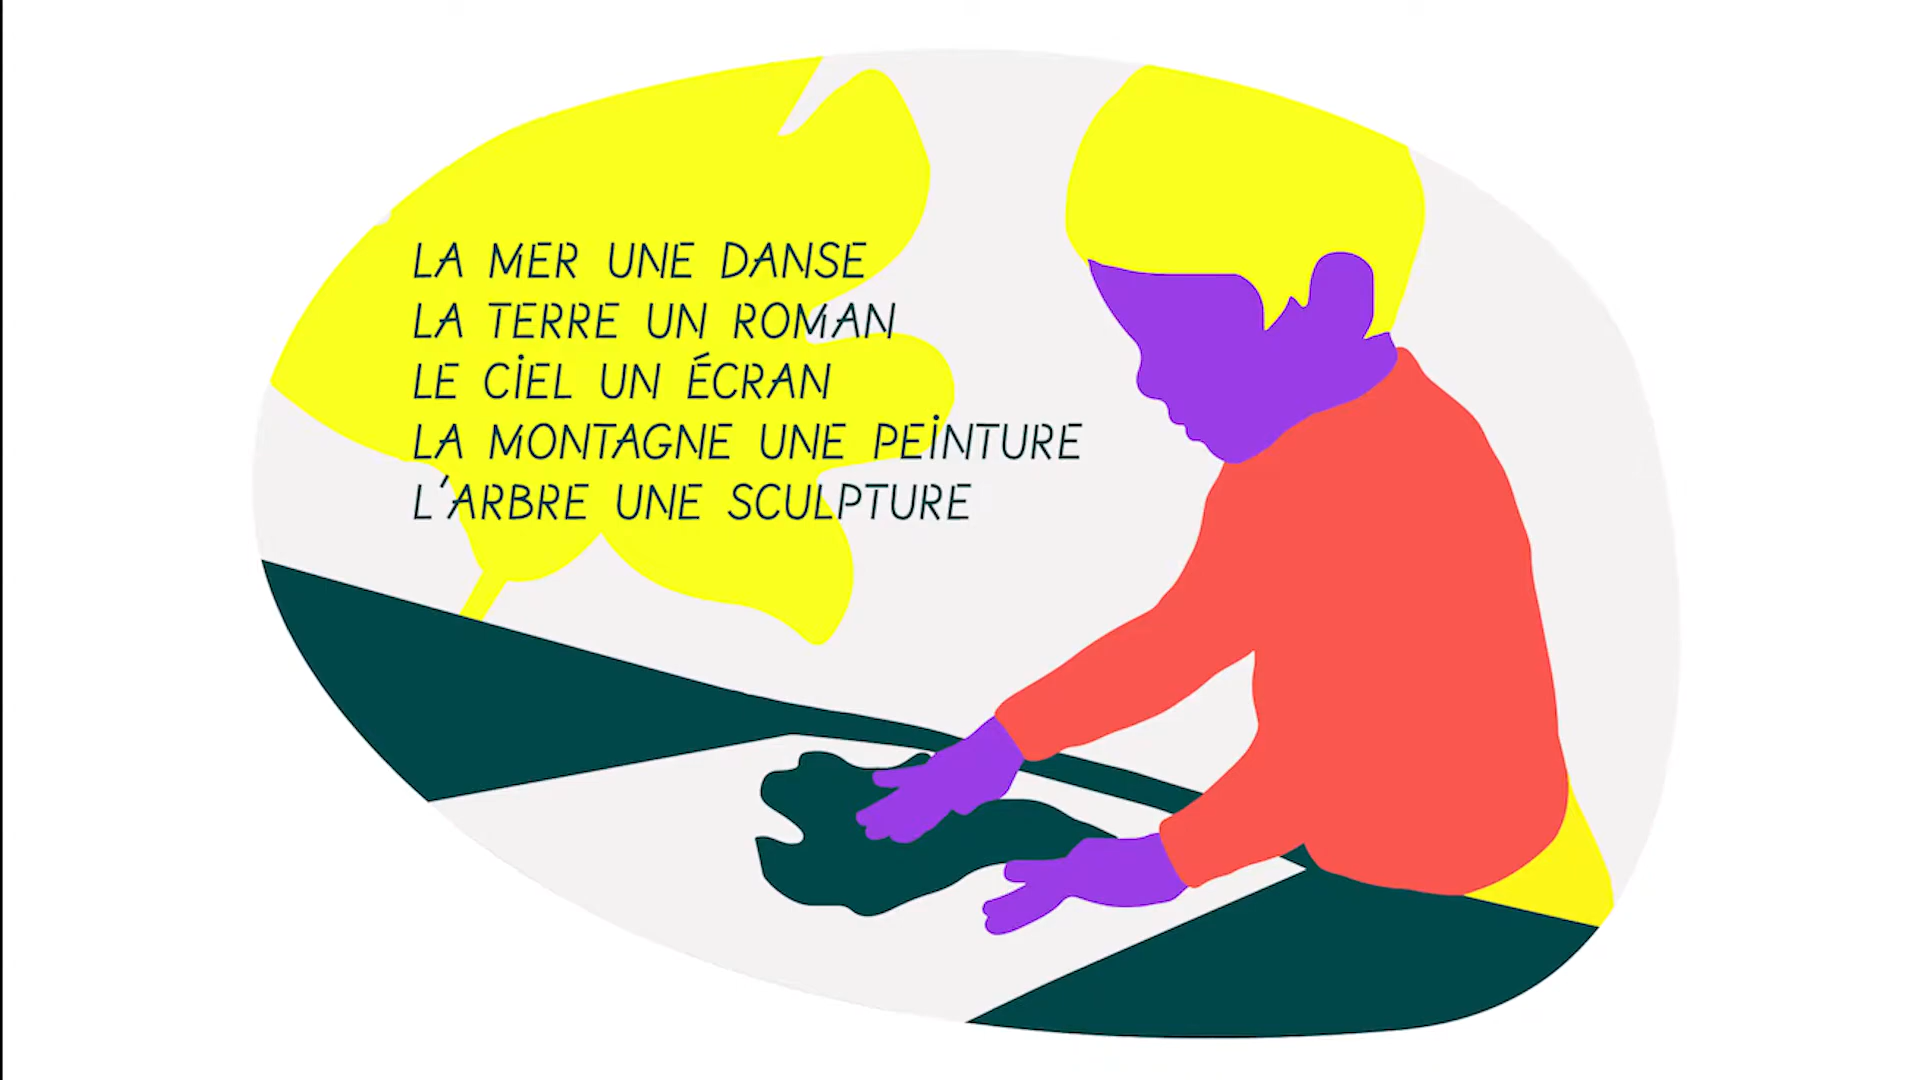 LA MER UNE DANSE
LA TERRE UN ROMAN
LE CIEL UN ÉCRAN
LA MONTAGNE UNE PEINTURE
L'ARBRE UNE SCULPTURE